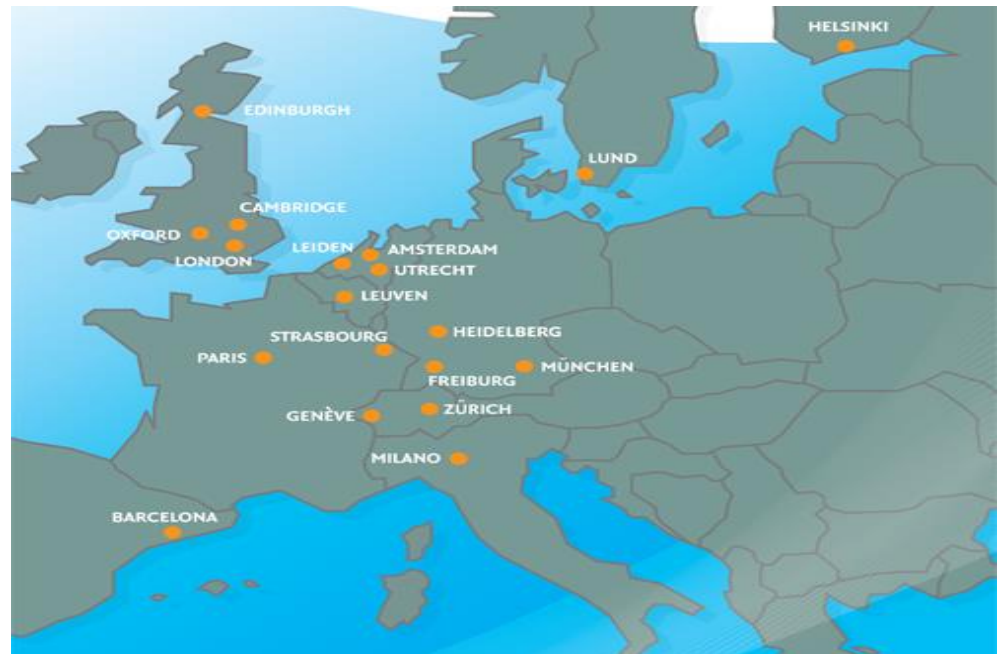 HELSINKI
EDINBURGH
LUND
CAMBRIDGE
OXFORD
LONDON
LEIDEN
AMSTERDAM
UTRECHT
LEUVEN
STRASBOURG
HEIDELBERG
PARIS
MÜNCHEN
FREIBURG
GENÈVE
ZÜRICH
MILANO
BARCELONA